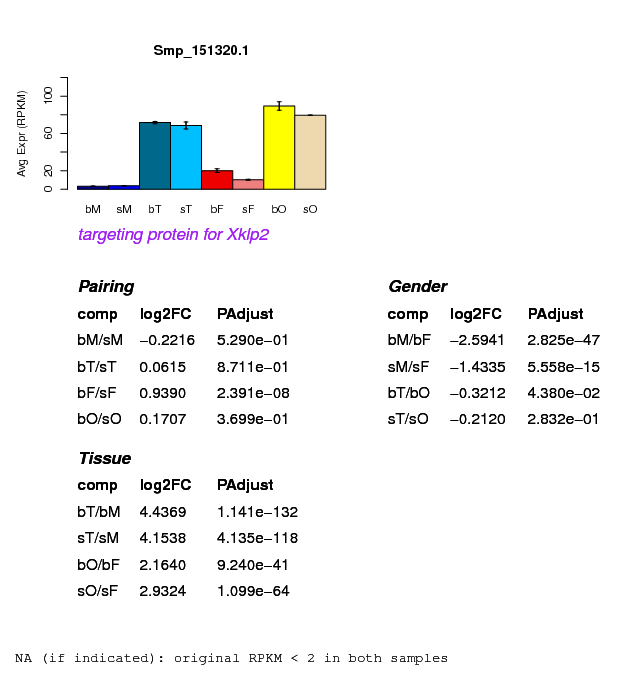 Smp_151320.1
Avg Expr (RPKM)
100
60
20
0
bM sM bT sT bF sF bO sO
targeting protein for Xklp2
Pairing
comp log2FC PAdjust
bM/sM −0.2216 5.290e−01
bT/sT 0.0615 8.711e−01
bF/sF 0.9390 2.391e−08
bO/sO 0.1707 3.699e−01
Gender
comp log2FC PAdjust
bM/bF −2.5941 2.825e−47
sM/sF −1.4335 5.558e−15
bT/bO −0.3212 4.380e−02
sT/sO −0.2120 2.832e−01
Tissue
comp log2FC PAdjust
bT/bM 4.4369 1.141e−132
sT/sM 4.1538 4.135e−118
bO/bF 2.1640 9.240e−41
sO/sF 2.9324 1.099e−64
NA (if indicated): original RPKM < 2 in both samples